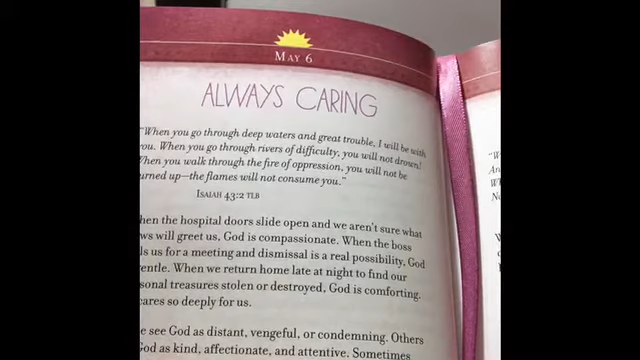 MAY 6
ALWAYS CARING
"When you go through deep waters and great trouble, I will be with
you. When you go through rivers of difficulty, you will not drown!
When you walk through the fire of oppression, you will not be
urned up—the flames will not consume you."
ISAIAH 43:2 TLB
hen the hospital doors slide open and we aren't sure what
ws will greet us, God is compassionate. When the boss
ls us for a meeting and dismissal is a real possibility, God
entle. When we return home late at night to find our
sonal treasures stolen or destroyed, God is comforting.
cares so deeply for us.
e see God as distant, vengeful, or condemning. Others
God as kind, affectionate, and attentive. Sometimes